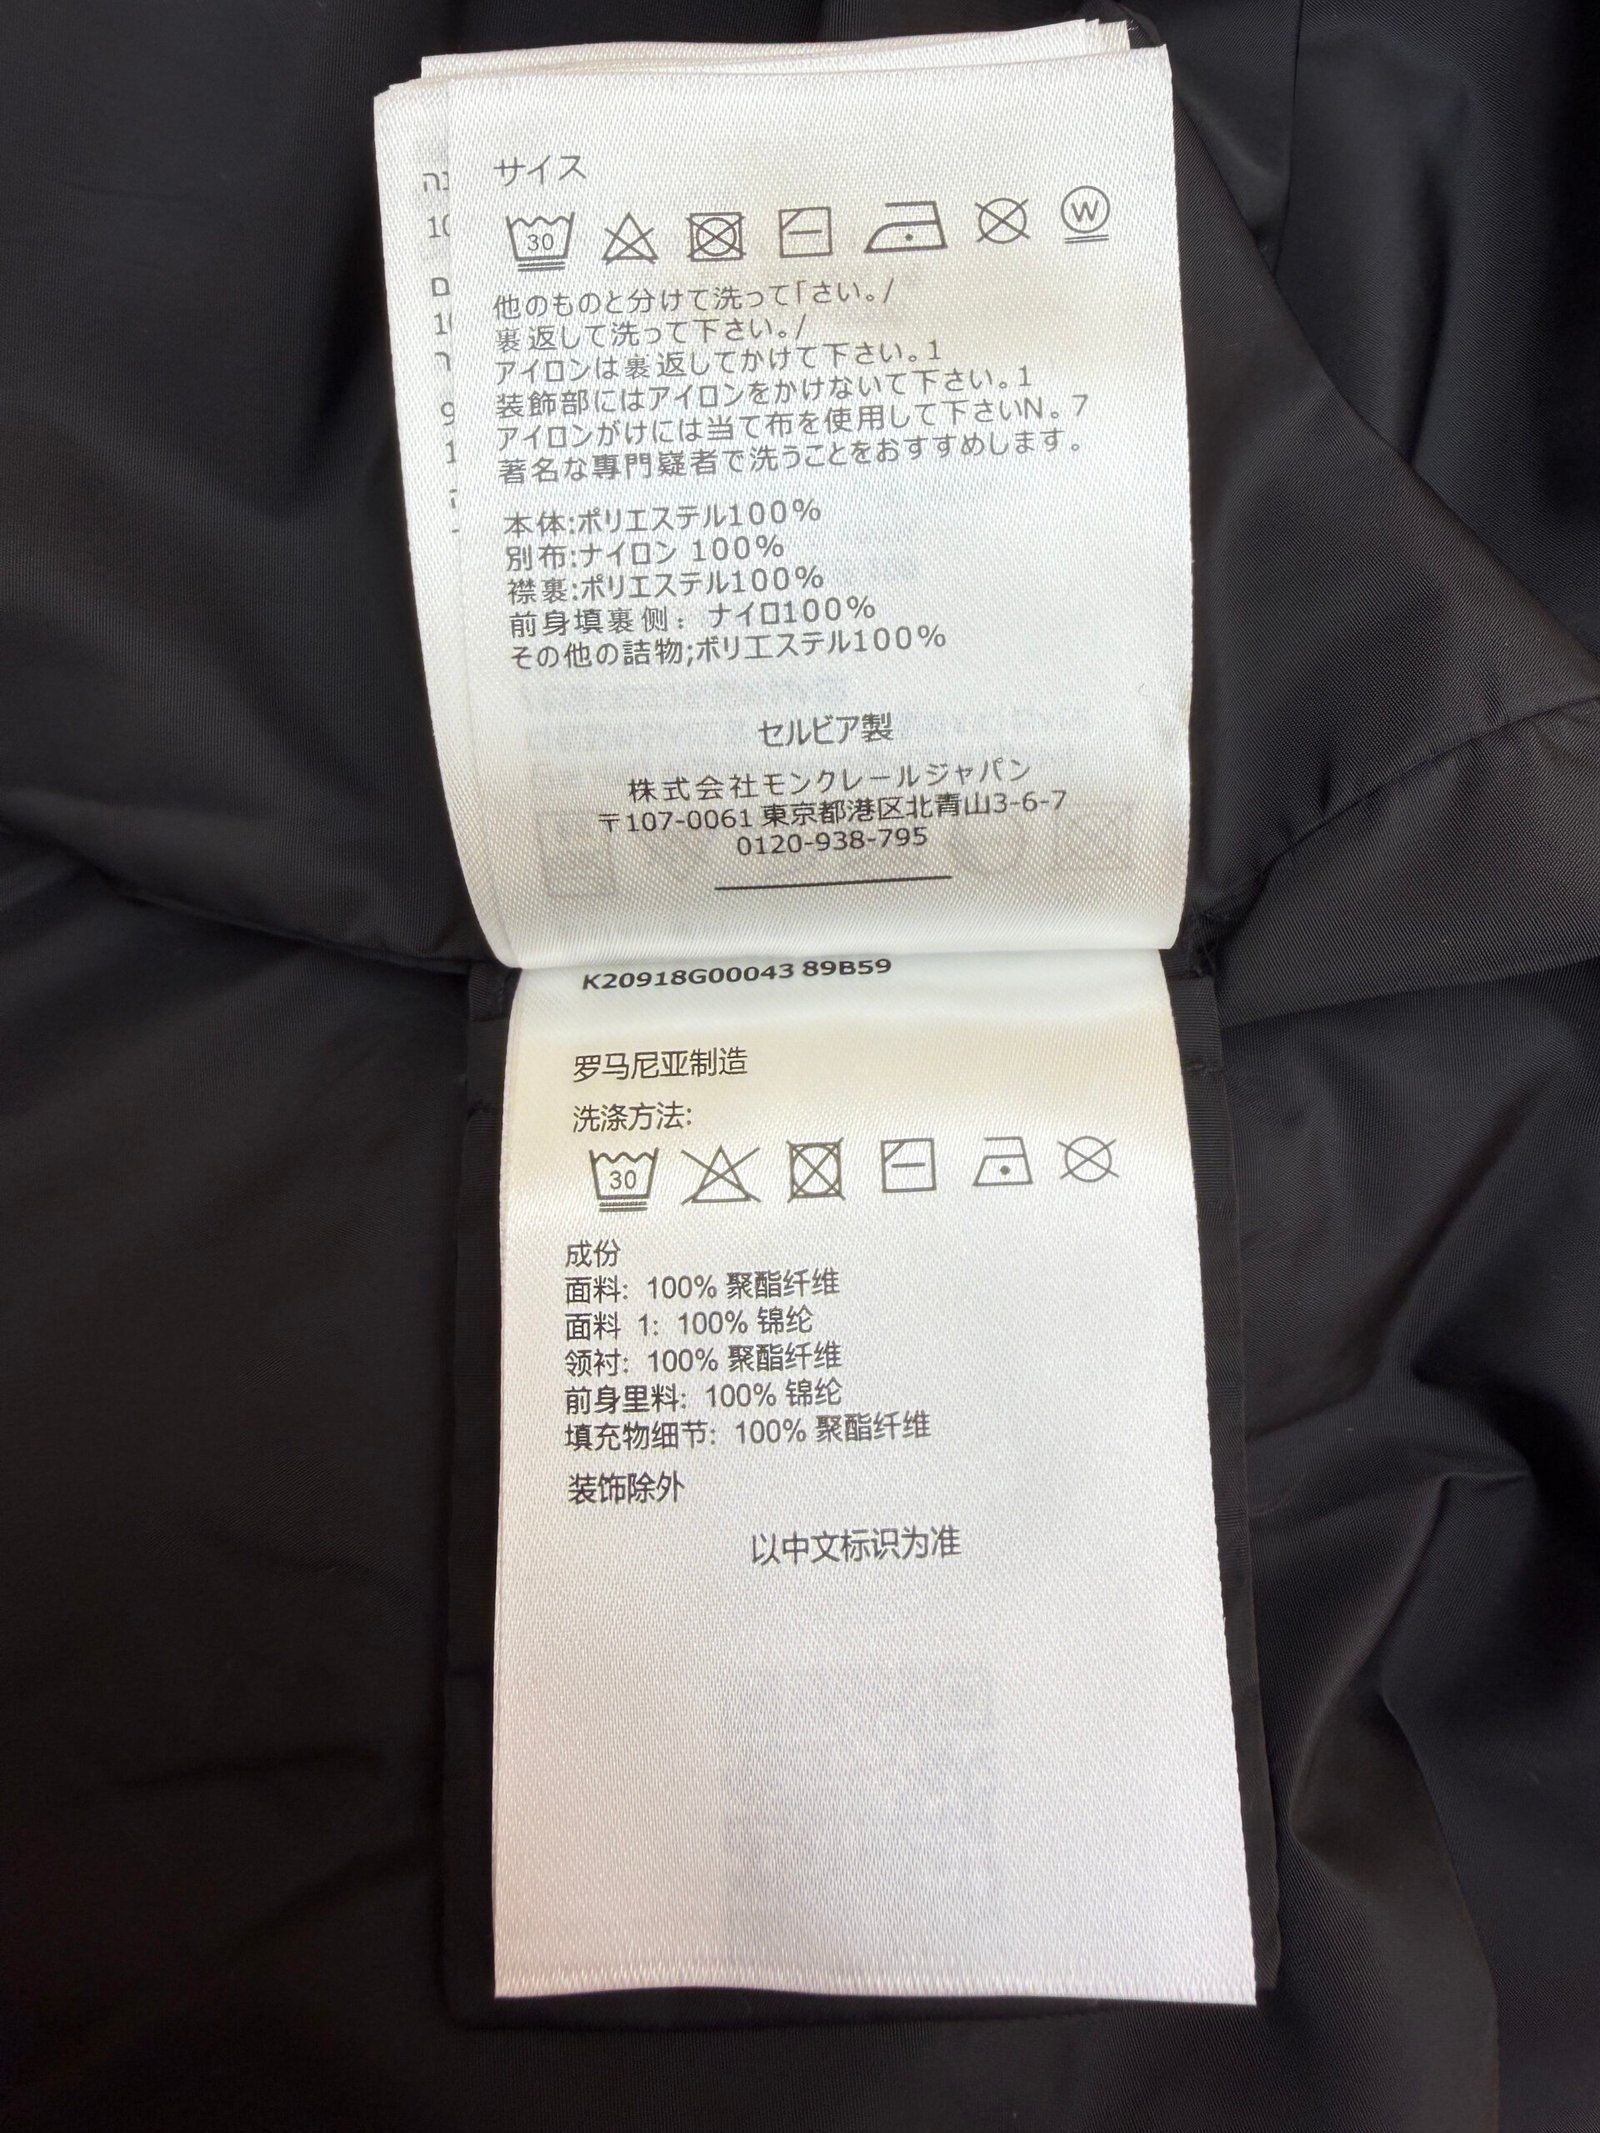 サイス
30
W
他のものと分けて洗って「さい。/
裏返して洗って下さい。/
アイロンは裏返してかけて下さい。1
装飾部にはアイロンをかけないて下さい。1
アイロンがけには当て布を使用して下さいN。7
著名な専門疑者で洗うことをおすすめします。
本体:ポリエステル100%
別布:ナイロン 100%
襟裏:ポリエステル100%
前身填裏側：ナイロ100%
その他の詰物;ボリエステル100%
セルビア製
株式会社モンクレールジャパン
〒107-0061 東京都港区北青山3-6-7
0120-938-795
K20918G00043 89B59
罗马尼亚制造
洗涤方法:
30
成份
面料: 100% 聚酯纤维
面料 1: 100% 锦纶
领衬: 100% 聚酯纤维
前身里料: 100% 锦纶
填充物细节: 100% 聚酯纤维
装饰除外
以中文标识为准